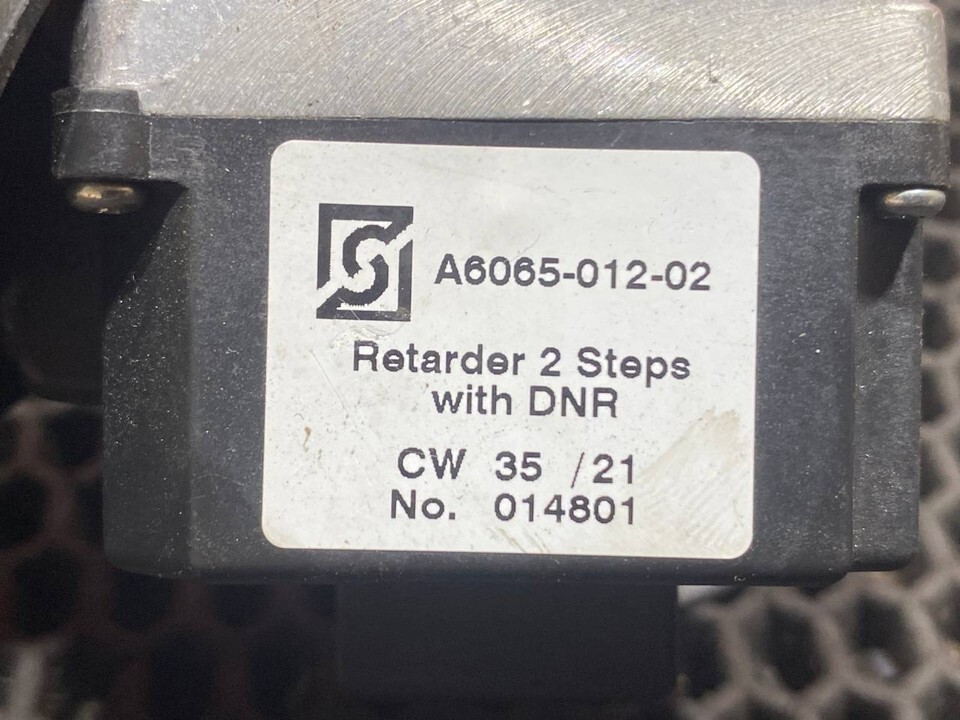 A6065-012-02
Retarder 2 Steps
with DNR
CW 35 /21
No. 014801